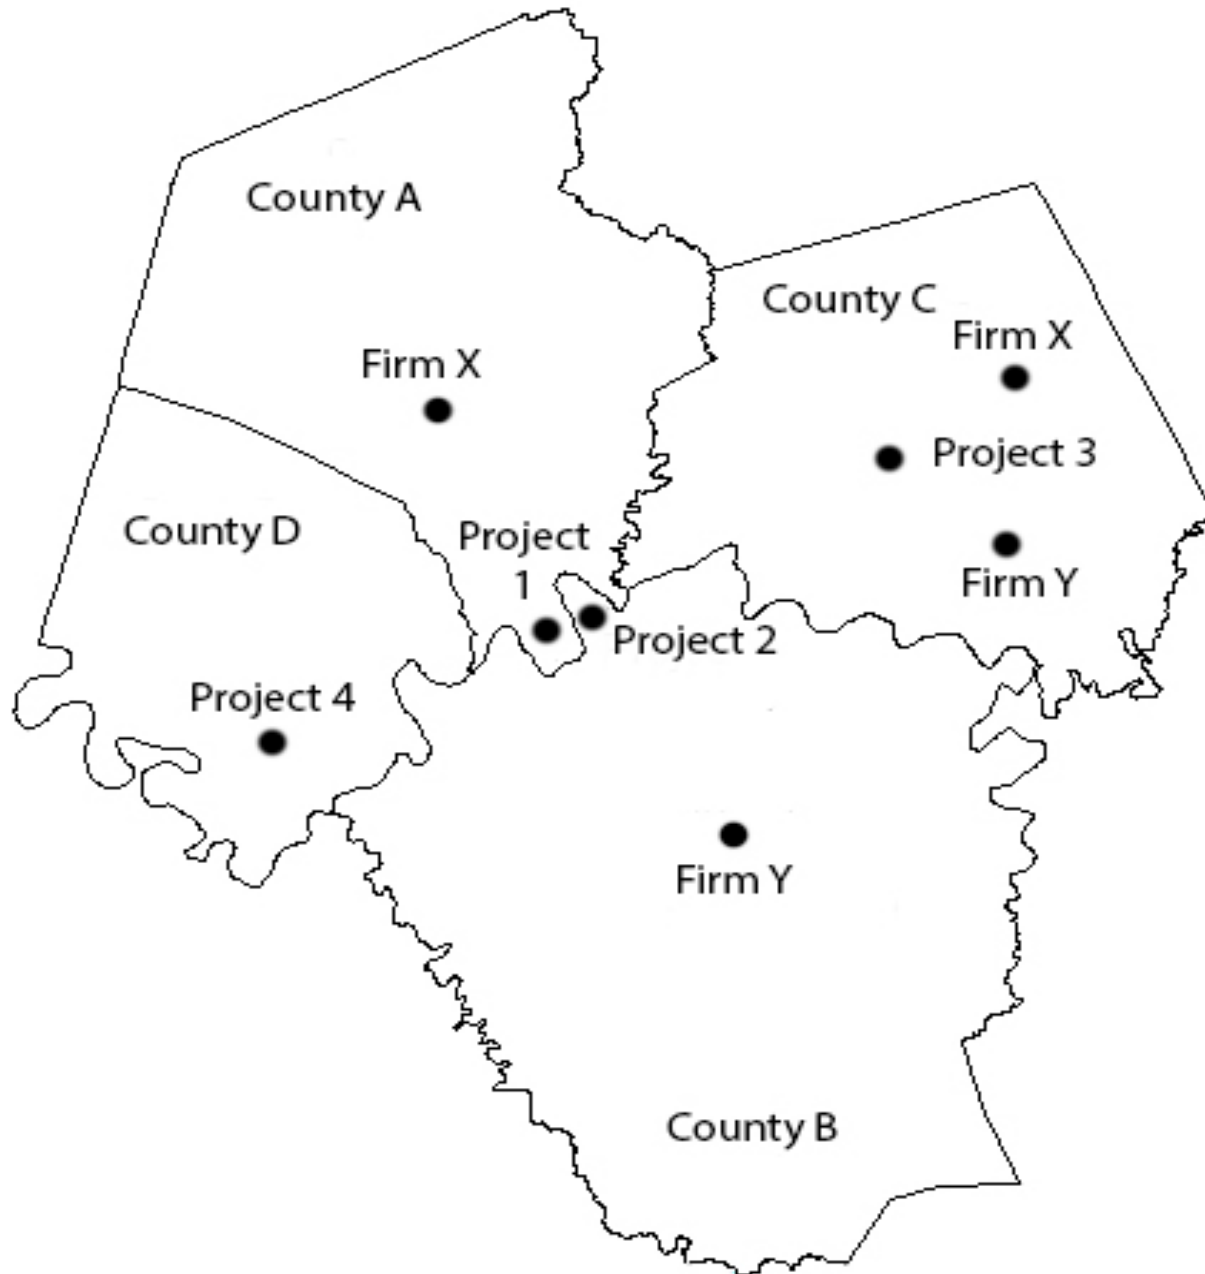 County A
County C
Firm X
Firm X
Project 3
County D
Project
1
Firm Y
Project 2
Project 4
Firm Y
County B